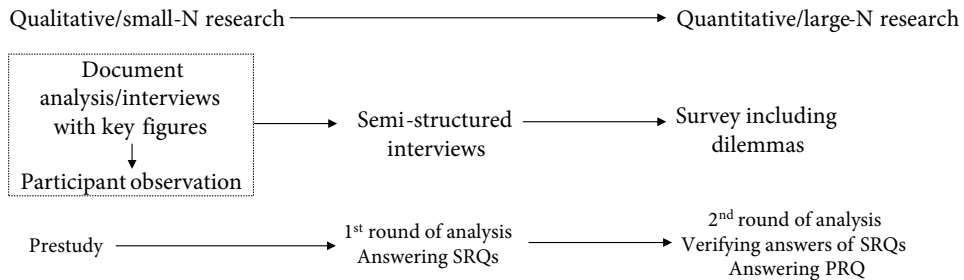 Qualitative/small-N research
Quantitative/large-N research
Document
analysis/interviews
with key figures
Participant observation
Semi-structured
interviews
Survey including
dilemmas
Prestudy
1st round of analysis
Answering SRQs
2nd round of analysis
Verifying answers of SRQs
Answering PRQ